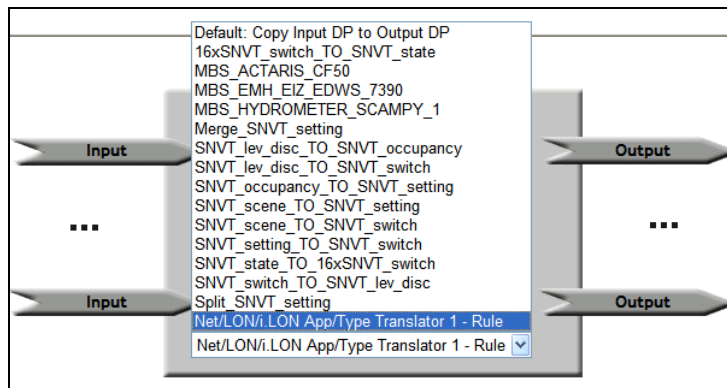 Default: Copy Input DP to Output DP
16xSNVT_switch_TO_SNVT_state
MBS_ACTARIS_CF50
MBS_EMH_EIZ_EDWS_7390
MBS_HYDROMETER_SCAMPY_1
Merge_SNVT_setting
SNVT_lev_disc_TO_SNVT_occupancy
SNVT_lev_disc_TO_SNVT_switch
SNVT_occupancy_TO_SNVT_setting
SNVT_scene_TO_SNVT_setting
SNVT_scene_TO_SNVT_switch
SNVT_setting_TO_SNVT_switch
SNVT_state_TO_16xSNVT_switch
SNVT_switch_TO_SNVT_lev_disc
Split_SNVT_setting
Net/LON/i.LON App/Type Translator 1 - Rule
Net/LON/i.LON App/Type Translator 1 - Rule
Input
...
Input
Output
...
Output